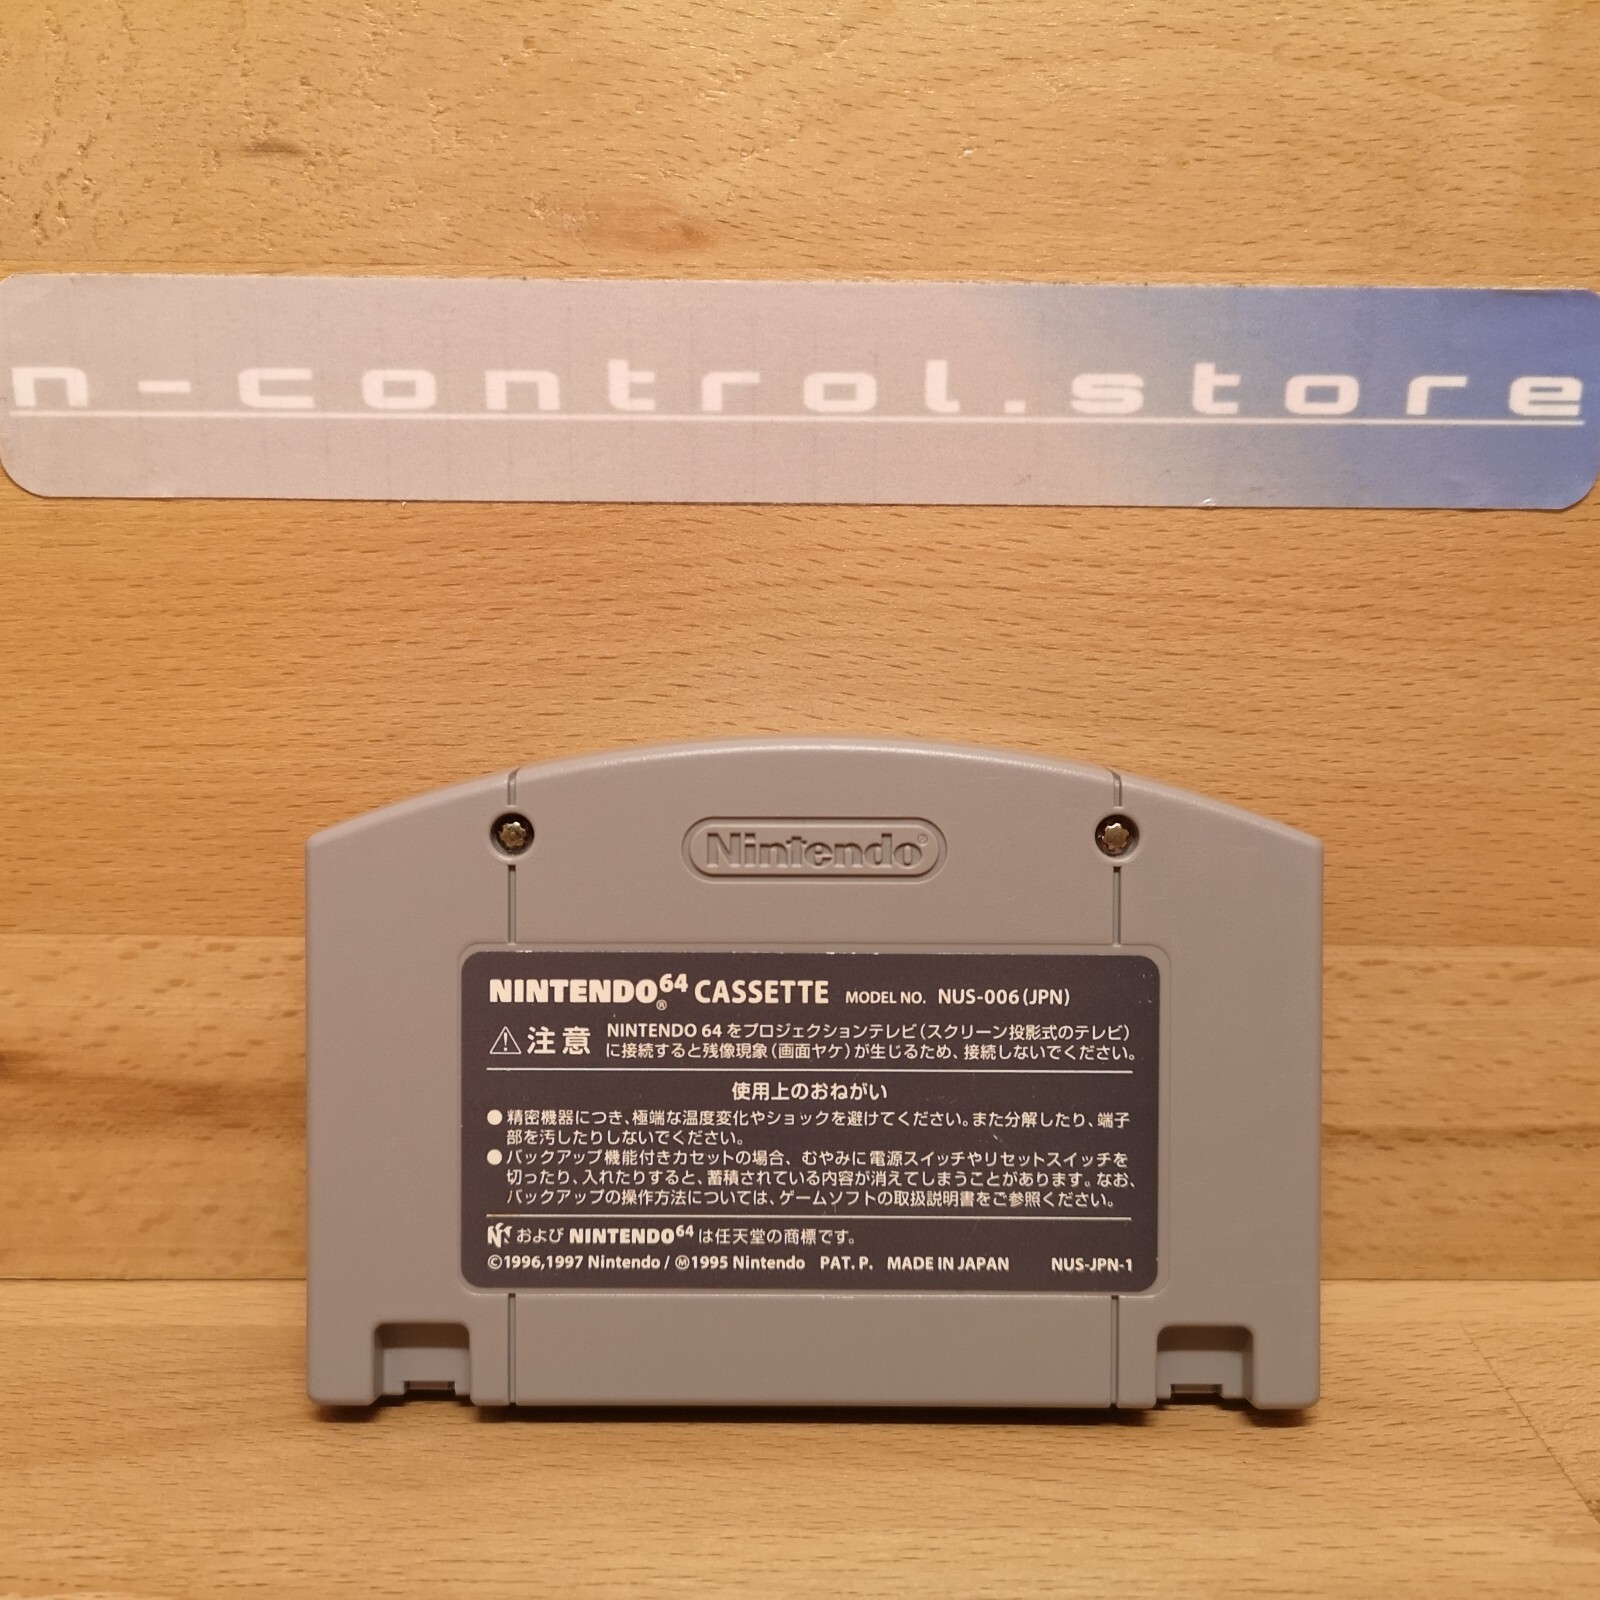 n-control.store
Nintendo®
NINTENDO64® CASSETTE MODEL NO. NUS-006(JPN)
⚠注意 NINTENDO 64をプロジェクションテレビ(スクリーン投影式のテレビ)
に接続すると残像現象(画面ヤケ)が生じるため、接続しないでください。
使用上のおねがい
●精密機器につき、極端な温度変化やショックを避けてください。また分解したり、端子
部を汚したりしないでください。
●バックアップ機能付きカセットの場合、むやみに電源スイッチやリセットスイッチを
切ったり、入れたりすると、蓄積されている内容が消えてしまうことがあります。なお、
バックアップの操作方法については、ゲームソフトの取扱説明書をご参照ください。
および NINTENDO64 は任天堂の商標です。
©1996,1997 Nintendo / Ⓜ1995 Nintendo PAT. P. MADE IN JAPAN NUS-JPN-1